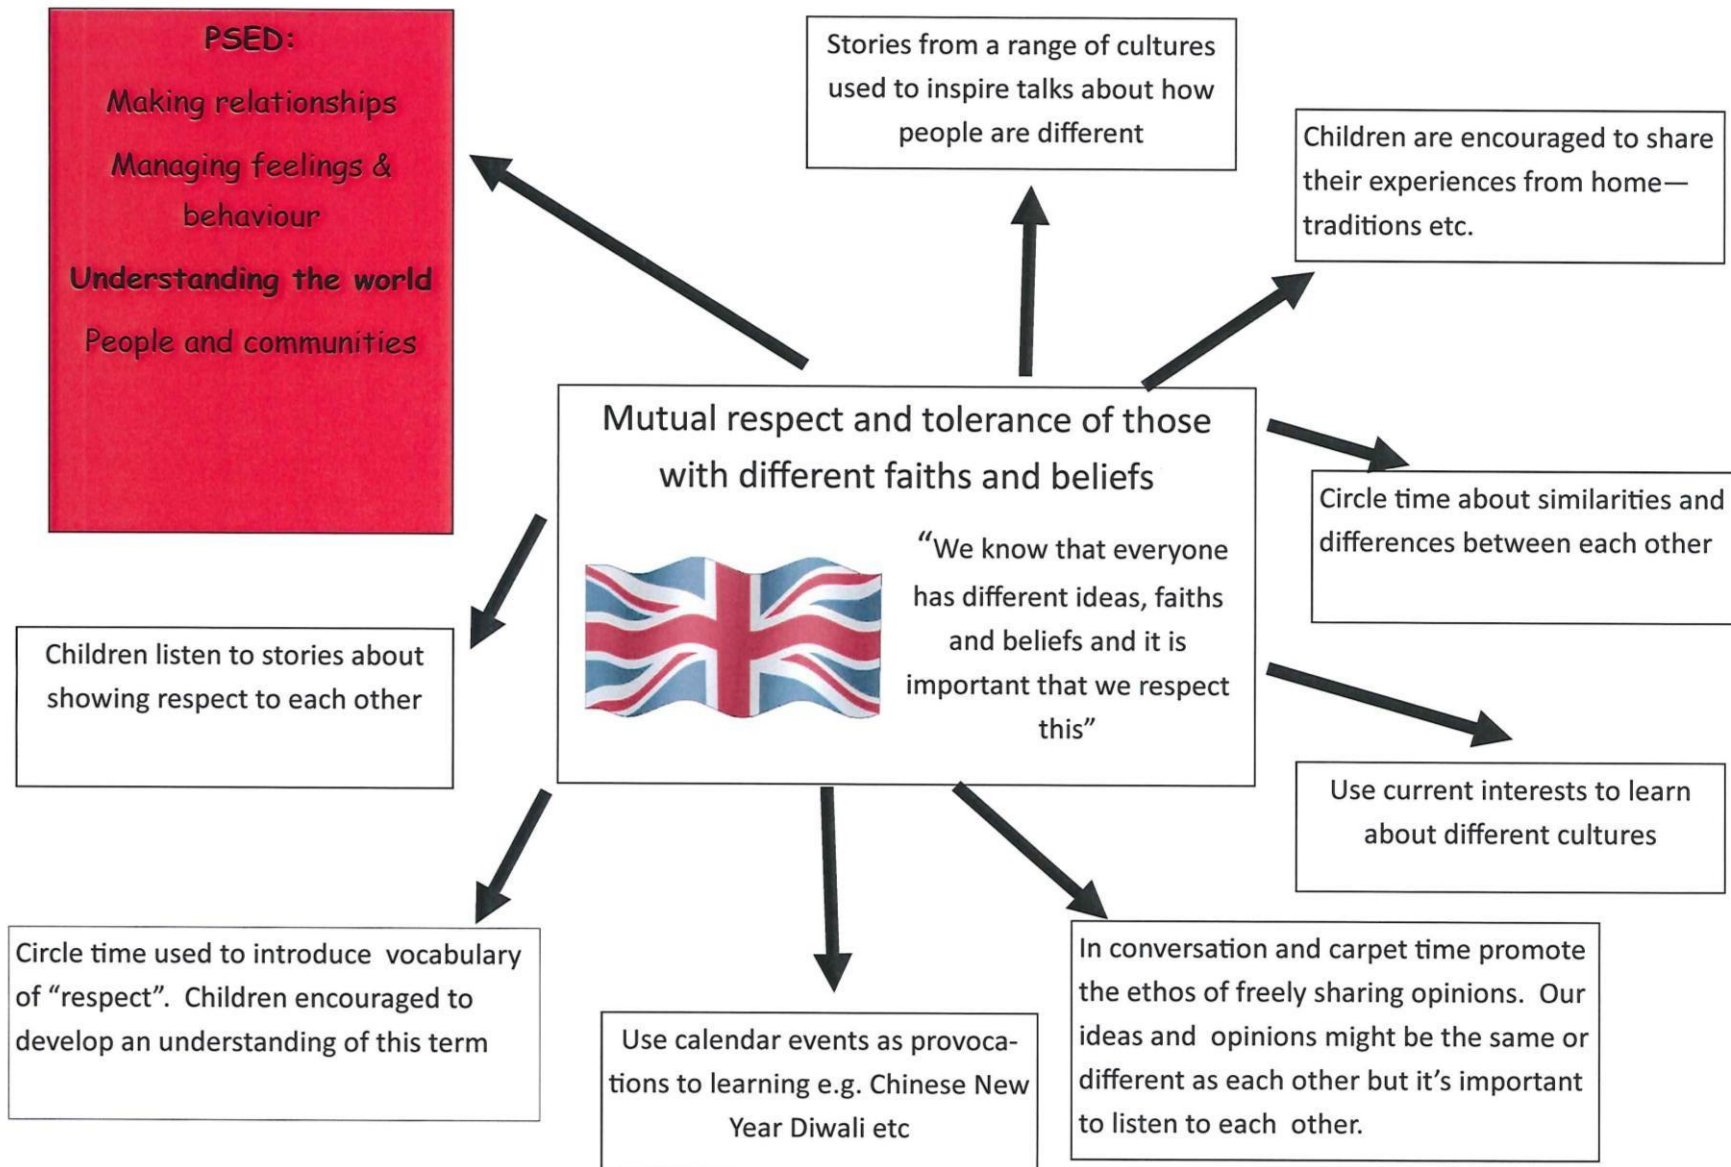 PSED:
Making relationships
Managing feelings &
behaviour
Understanding the world
People and communities
Stories from a range of cultures
used to inspire talks about how
people are different
Children are encouraged to share
their experiences from home—
traditions etc.
Mutual respect and tolerance of those
with different faiths and beliefs
“We know that everyone
has different ideas, faiths
and beliefs and it is
important that we respect
this”
Circle time about similarities and
differences between each other
Children listen to stories about
showing respect to each other
Use current interests to learn
about different cultures
Circle time used to introduce  vocabulary
of “respect”.  Children encouraged to
develop an understanding of this term
Use calendar events as provoca-
tions to learning e.g. Chinese New
Year Diwali etc
In conversation and carpet time promote
the ethos of freely sharing opinions.  Our
ideas and  opinions might be the same or
different as each other but it’s important
to listen to each  other.